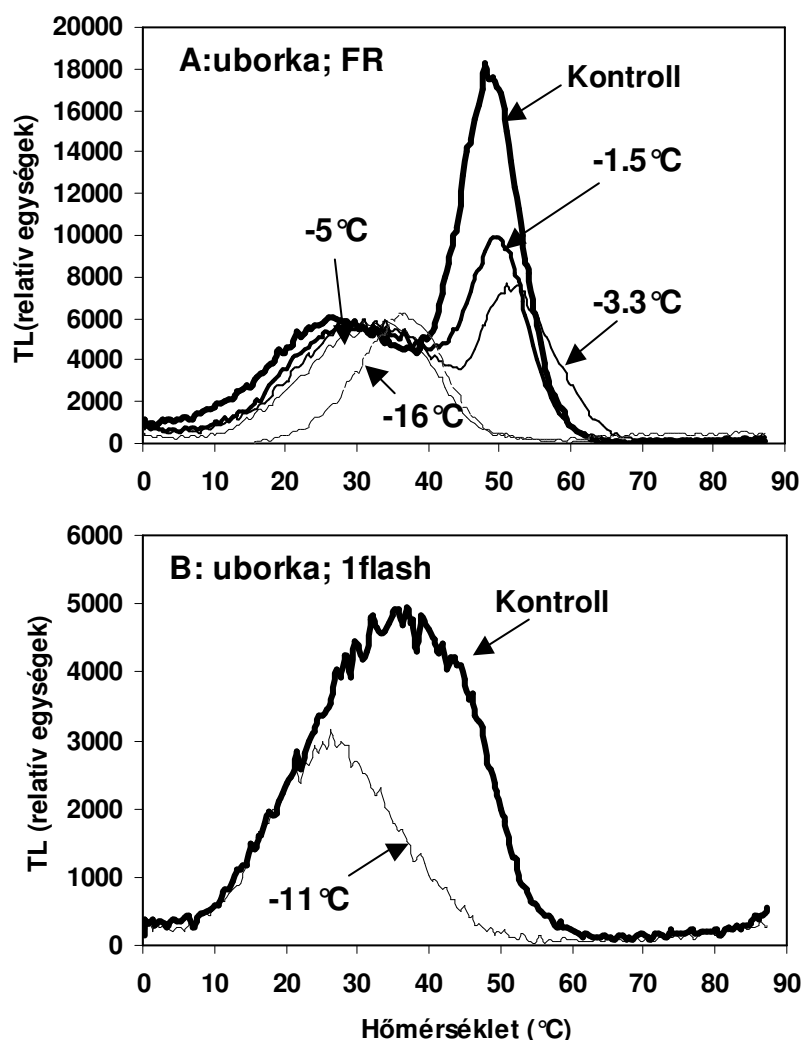 20000
18000
16000
14000
12000
10000
8000
6000
4000
2000
0
TL(relatív egységek)
A:uborka; FR
Kontroll
-1.5°C
-5°C
-3.3°C
-16°C
0 10 20 30 40 50 60 70 80 90
6000
5000
4000
3000
2000
1000
0
TL (relatív egységek)
B: uborka; 1flash
Kontroll
-11°C
0 10 20 30 40 50 60 70 80 90
Hőmérséklet (°C)